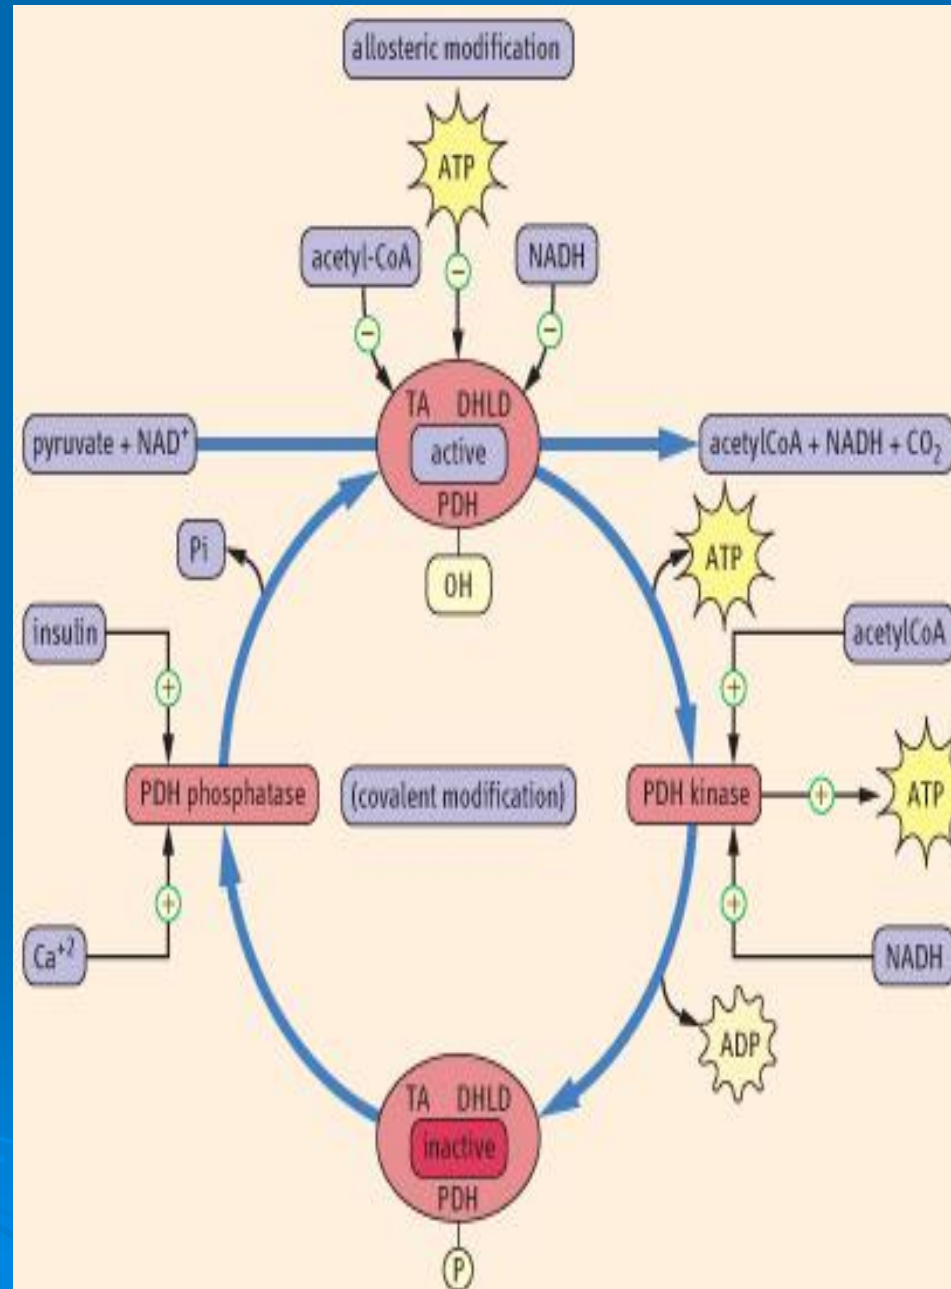 allosteric modification
ATP
acetyl-CoA
NADH
TA DHLD
pyruvate + NAD⁺
active
acetylCoA + NADH + CO₂
PDH
Pi
ATP
OH
insulin
acetylCoA
PDH phosphatase
(covalent modification)
PDH kinase
ATP
Ca⁺²
NADH
ADP
TA DHLD
inactive
PDH
P